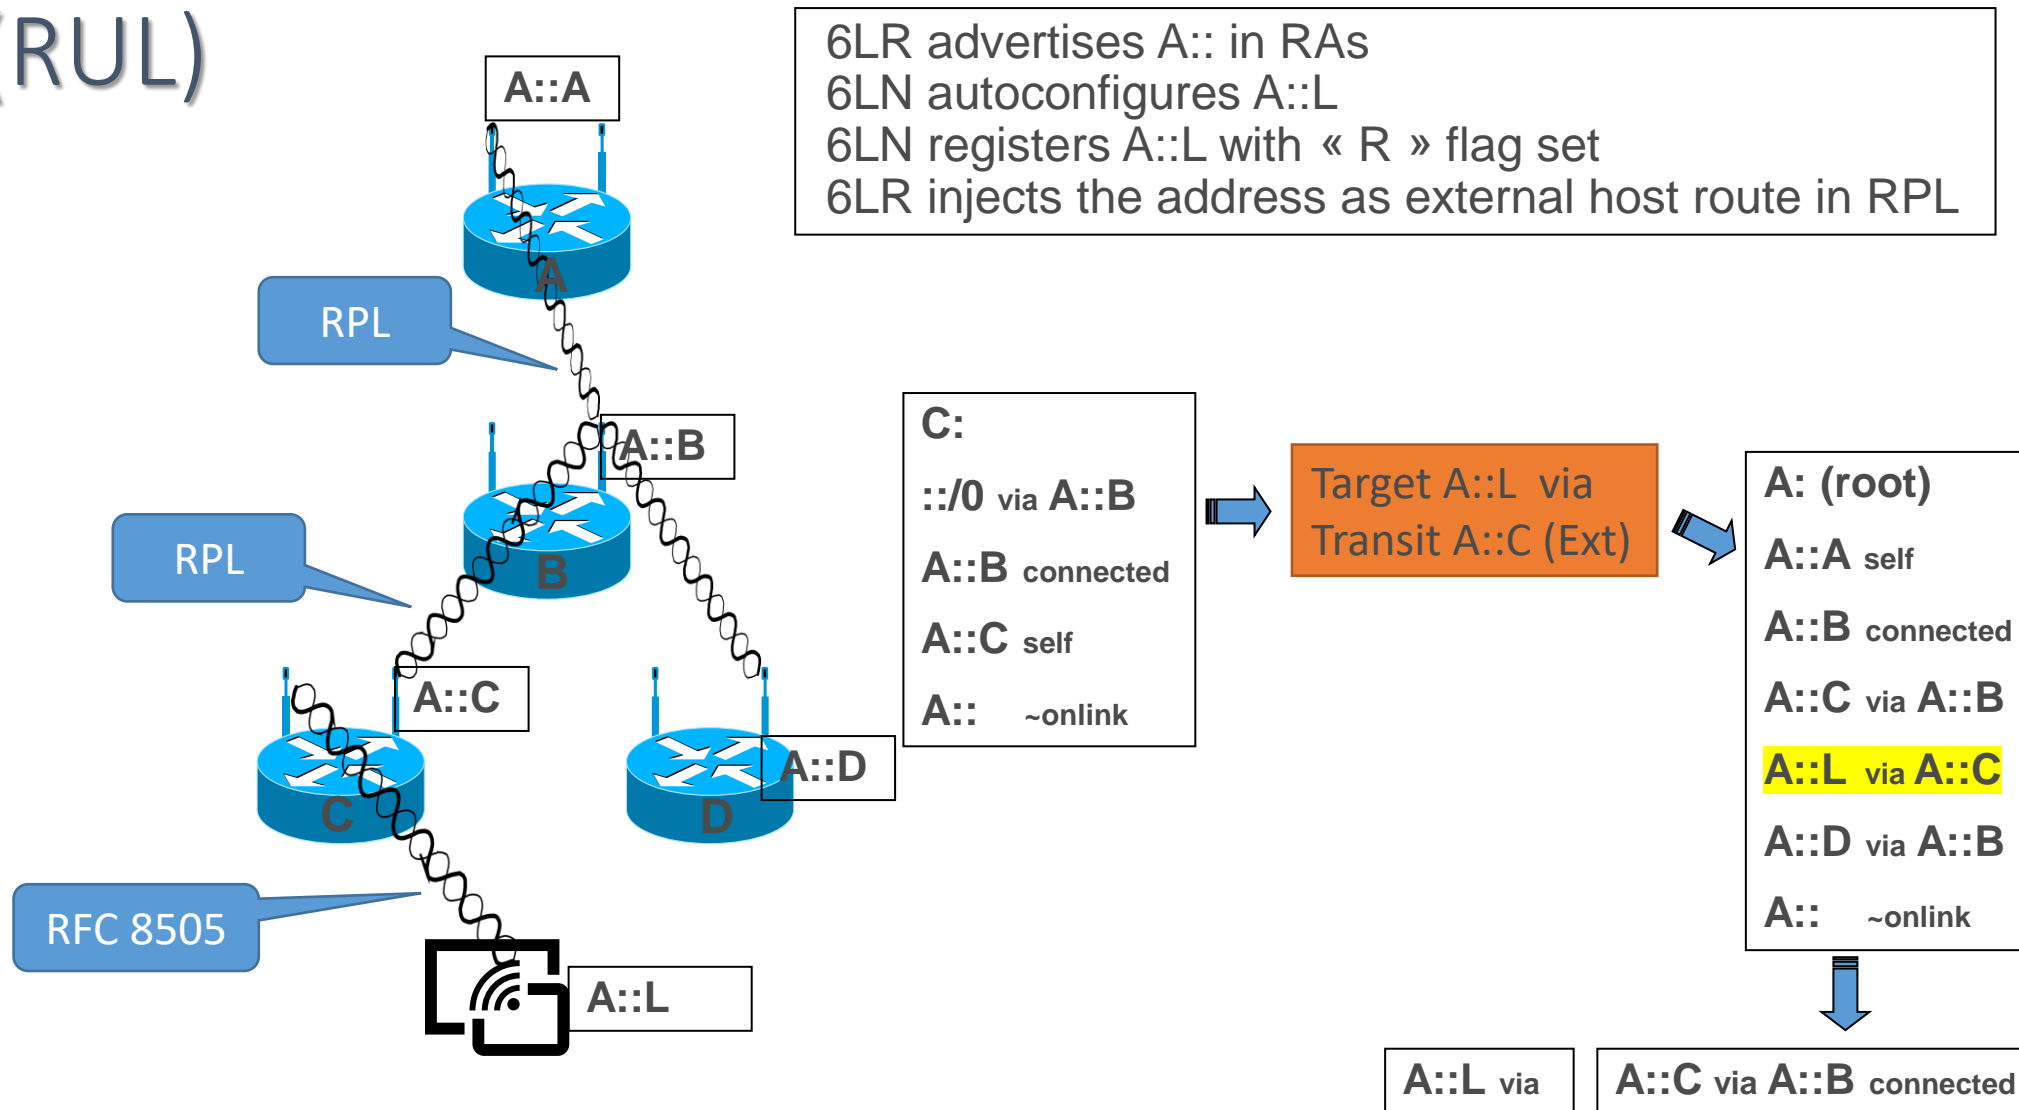 (RUL)
6LR advertises A:: in RAs
6LN autoconfigures A::L
6LN registers A::L with « R » flag set
6LR injects the address as external host route in RPL
A::A
A
RPL
A::B
B
RPL
A::C
C
A::D
D
RFC 8505
A::L
C:
::/0 via A::B
A::B connected
A::C self
A:: ~onlink
Target A::L via
Transit A::C (Ext)
A: (root)
A::A self
A::B connected
A::C via A::B
A::L via A::C
A::D via A::B
A:: ~onlink
A::L via
A::C via A::B connected